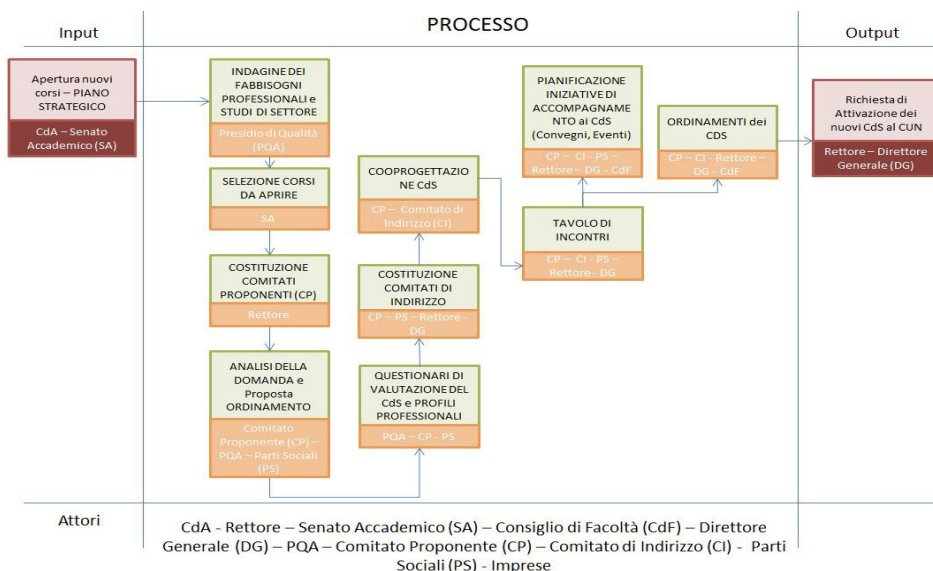 Input
PROCESSO
Output
Apertura nuovi
corsi – PIANO
STRATEGICO
CdA – Senato
Accademico (SA)
INDAGINE DEI
FABBISOGNI
PROFESSIONALI e
STUDI DI SETTORE
Presidio di Qualità (PQA)
SELEZIONE CORSI
DA APRIRE
SA
COSTITUZIONE
COMITATI
PROPONENTI (CP)
Rettore
ANALISI DELLA
DOMANDA e
Proposta
ORDINAMENTO
Comitato
Proponente (CP) –
PQA – Parti Sociali
(PS)
QUESTIONARI DI
VALUTAZIONE DEL
CdS e PROFILI
PROFESSIONALI
PQA – CP - PS
COSTITUZIONE
COMITATI DI
INDIRIZZO
CP – PS – Rettore -
DG
COOPROGETTAZIO
NE CdS
CP – Comitato di
Indirizzo (CI)
TAVOLO DI
INCONTRI
CP – CI - PS –
Rettore - DG
PIANIFICAZIONE
INIZIATIVE DI
ACCOMPAGNAME
NTO ai CdS
(Convegni, Eventi)
CP – CI - PS –
Rettore – DG - CdF
ORDINAMENTI dei
CDS
CP – CI - Rettore –
DG - CdF
Richiesta di
Attivazione dei
nuovi CdS al CUN
Rettore – Direttore
Generale (DG)
Attori
CdA - Rettore – Senato Accademico (SA) – Consiglio di Facoltà (CdF) – Direttore
Generale (DG) – PQA – Comitato Proponente (CP) – Comitato di Indirizzo (CI) - Parti
Sociali (PS) - Imprese